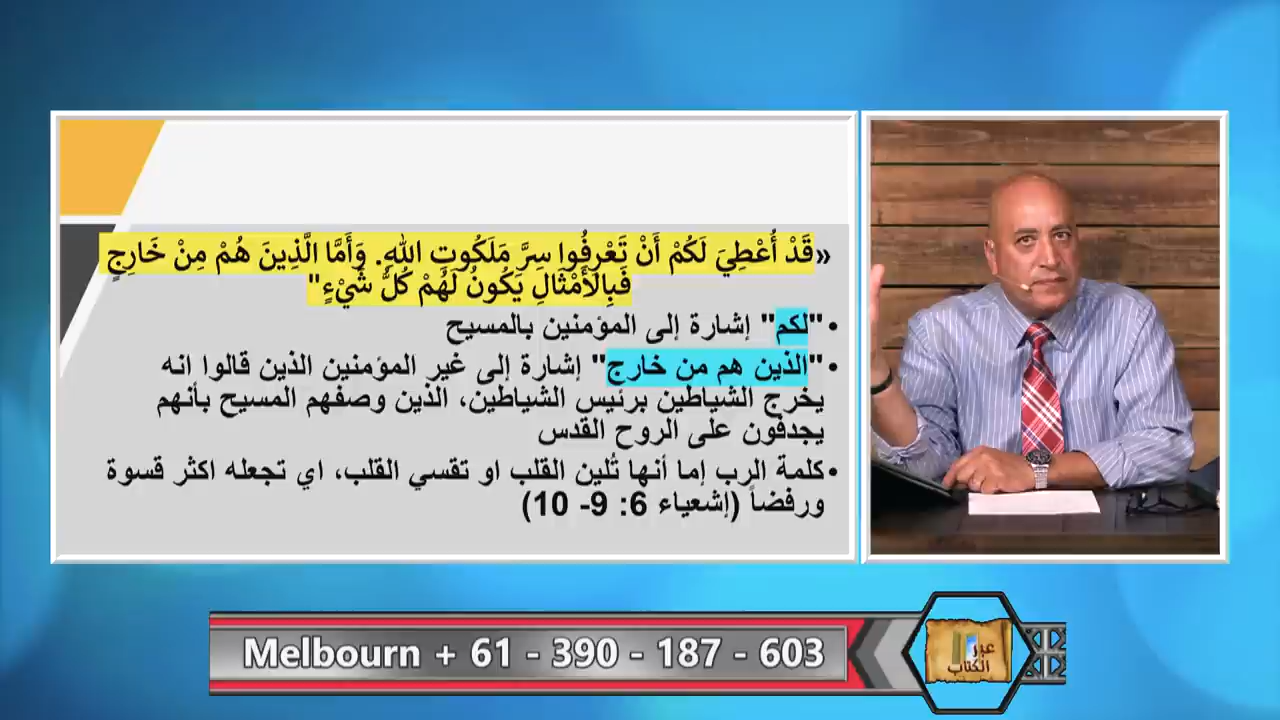 «قَدْ أُعْطِيَ لَكُمْ أَنْ تَعْرِفُوا سِرَّ مَلَكُوتِ اللهِ. وَأَمَّا الَّذِينَ هُمْ مِنْ خَارِجٍ
فَبِالأَمْثَالِ يَكُونُ لَهُمْ كُلُّ شَيْءٍ"
•"لكم" إشارة إلى المؤمنين بالمسيح
•"الذين هم من خارج" إشارة إلى غير المؤمنين الذين قالوا انه
يخرج الشياطين برئيس الشياطين، الذين وصفهم المسيح بأنهم
يجدفون على الروح القدس
•كلمة الرب إما أنها تُلين القلب او تقسي القلب، اي تجعله اكثر قسوة
ورفضاً (إشعياء 6: 9- 10)
Melbourn + 61 - 390 - 187 - 603
عبر
الكتاب